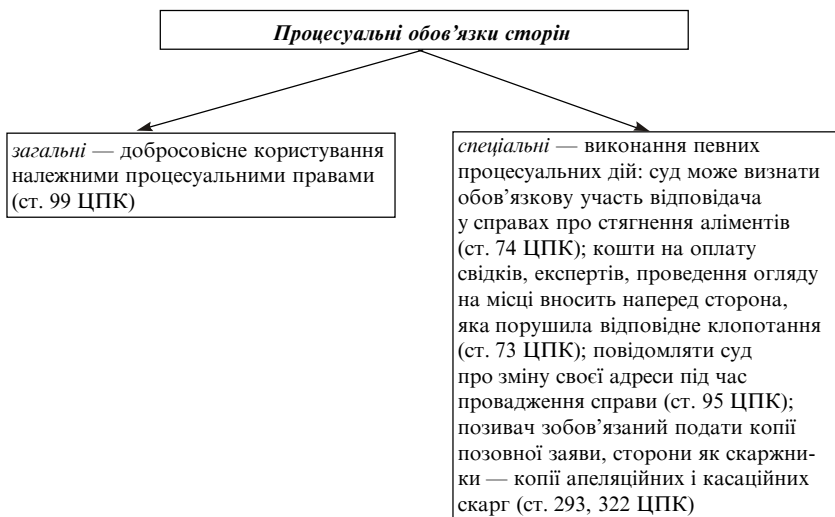 Процесуальні обов'язки сторін
загальні — добросовісне користування
належними процесуальними правами
(ст. 99 ЦПК)
спеціальні — виконання певних
процесуальних дій: суд може визнати
обов'язкову участь відповідача
у справах про стягнення аліментів
(ст. 74 ЦПК); кошти на оплату
свідків, експертів, проведення огляду
на місці вносить наперед сторона,
яка порушила відповідне клопотання
(ст. 73 ЦПК); повідомляти суд
про зміну своєї адреси під час
провадження справи (ст. 95 ЦПК);
позивач зобов'язаний подати копії
позовної заяви, сторони як скаржни-
ки — копії апеляційних і касаційних
скарг (ст. 293, 322 ЦПК)